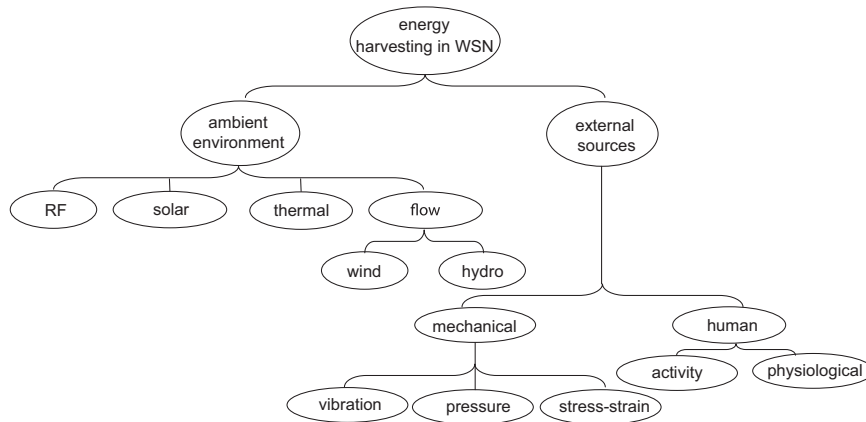 energy
harvesting in WSN
ambient
environment
external
sources
RF
solar
thermal
flow
wind
hydro
mechanical
human
activity
physiological
vibration
pressure
stress-strain